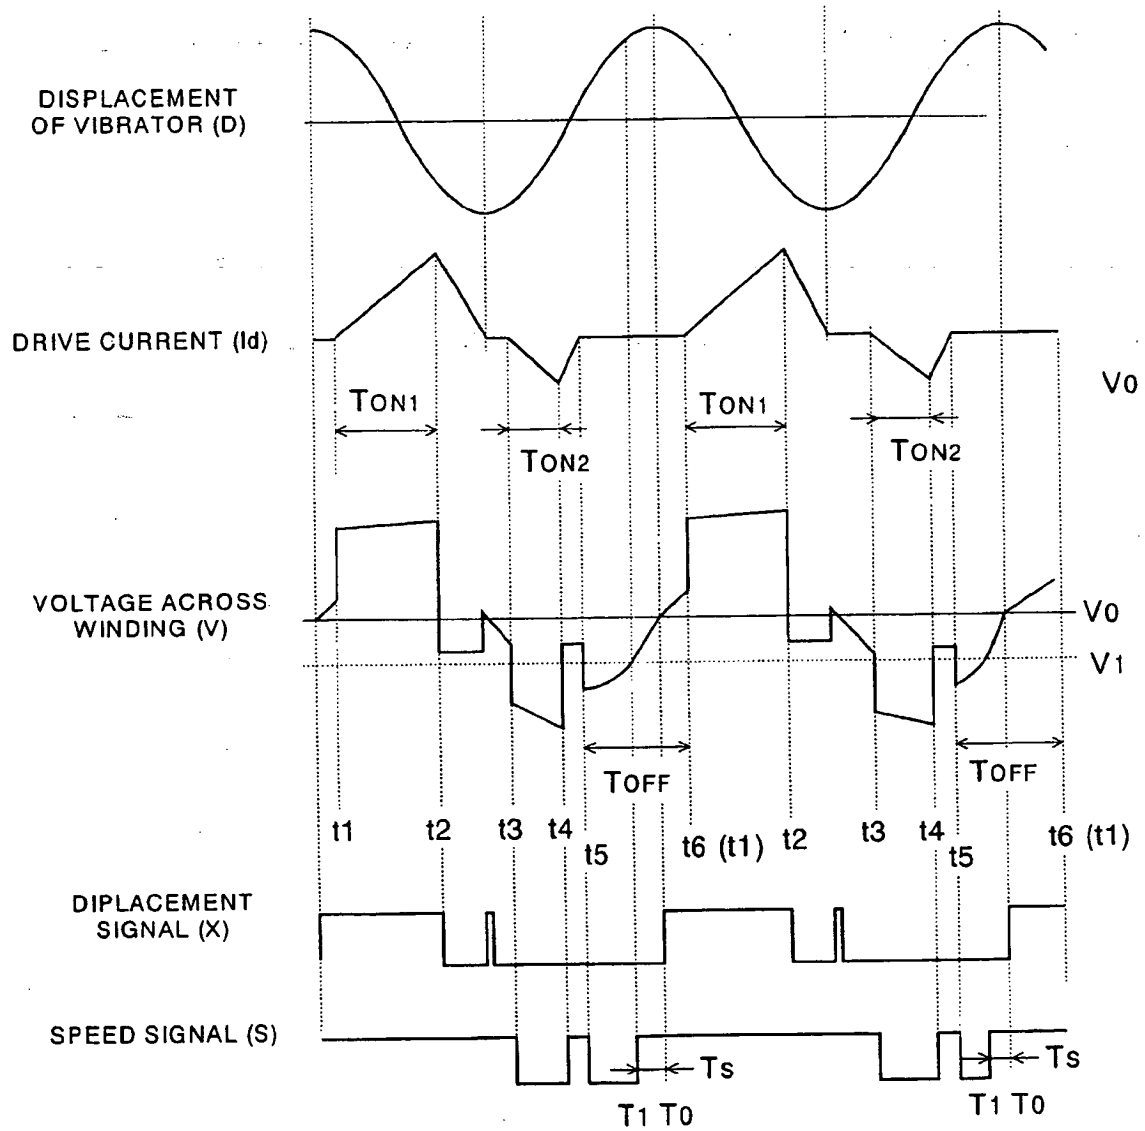 DISPLACEMENT
OF VIBRATOR (D)
DRIVE CURRENT (Id)
V0
TON1
TON2
TON1
TON2
VOLTAGE ACROSS
WINDING (V)
V0
V1
TOFF
TOFF
t1
t2
t3
t4
t5
t6 (t1)
t2
t3
t4
t5
t6 (t1)
DIPLACEMENT
SIGNAL (X)
SPEED SIGNAL (S)
TS
TS
T1 T0
T1 T0